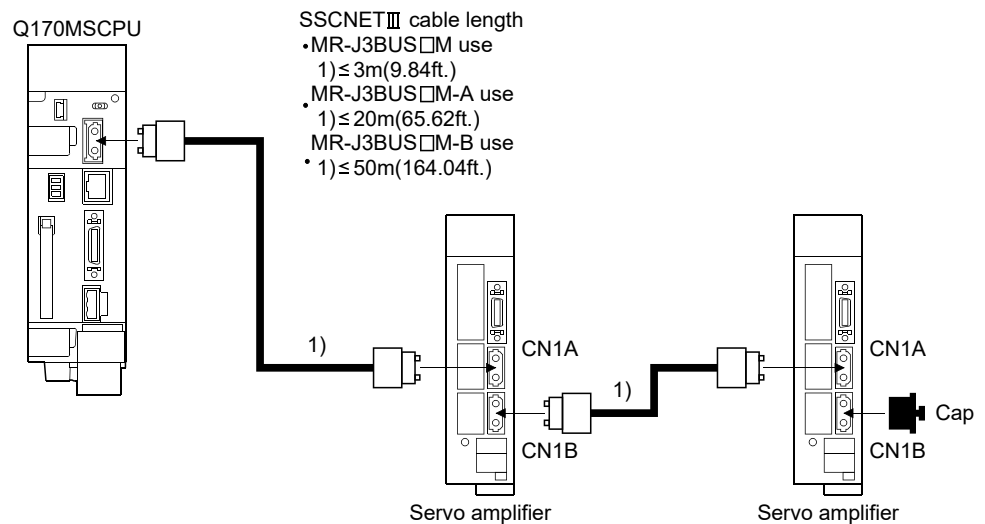 Q170MSCPU
SSCNETⅢ cable length
・MR-J3BUS□M use
1)≤3m(9.84ft.)
・MR-J3BUS□M-A use
1)≤20m(65.62ft.)
・MR-J3BUS□M-B use
1)≤50m(164.04ft.)
1)
CN1A
CN1B
Servo amplifier
1)
CN1A
Cap
CN1B
Servo amplifier